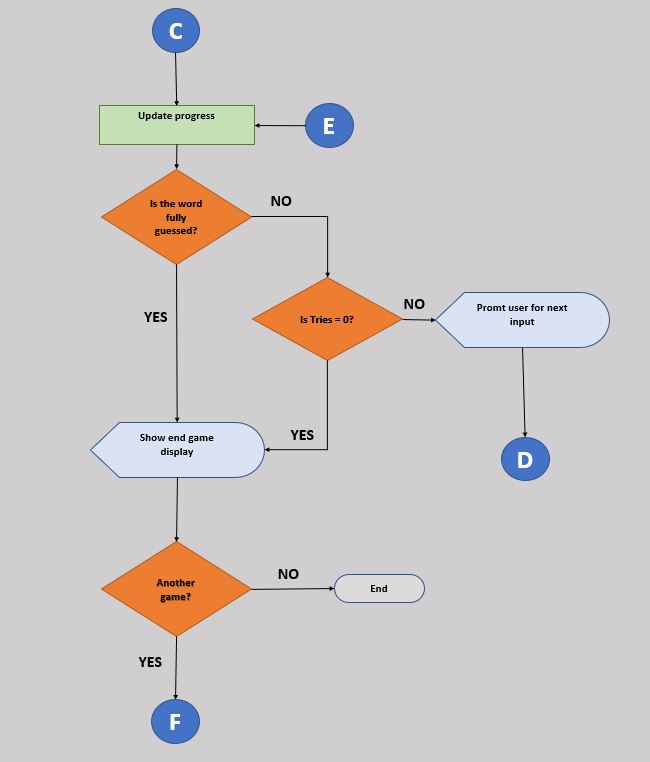 C
Update progress
E
Is the word
fully
guessed?
NO
YES
Is Tries = 0?
NO
Promt user for next
input
YES
Show end game
display
D
Another
game?
NO
End
YES
F